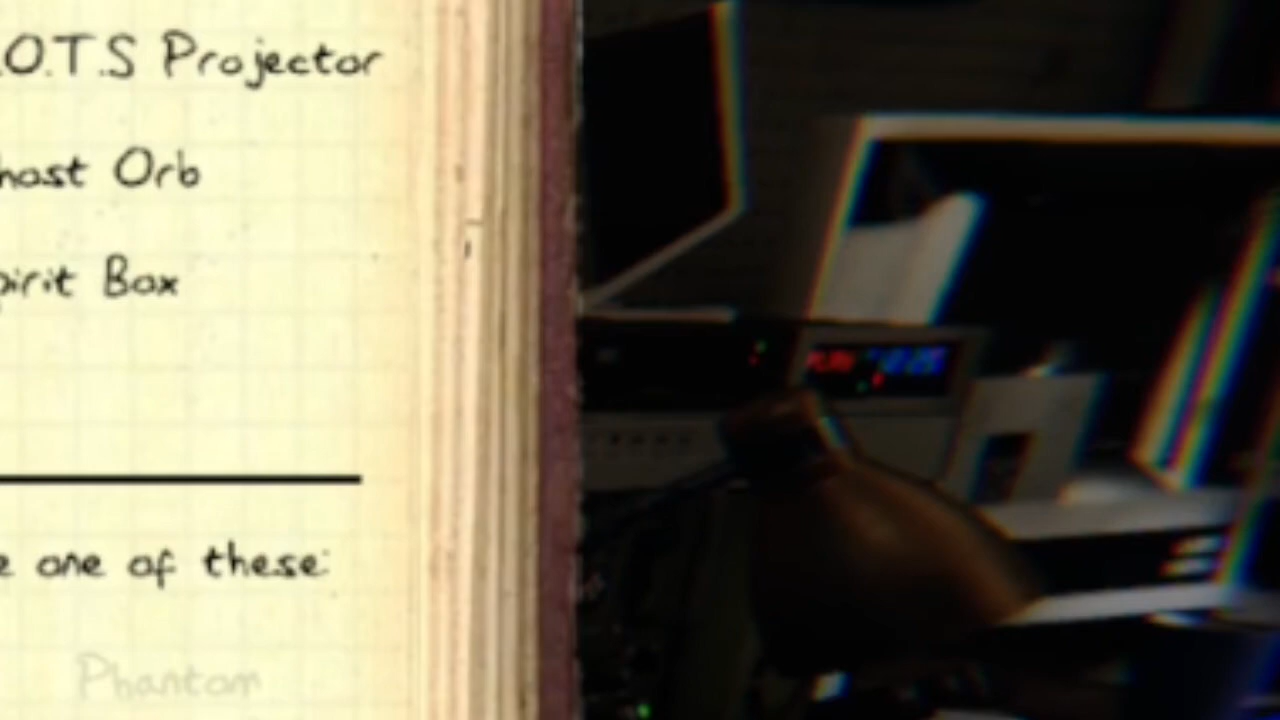 .O.T.S Projector
host Orb
pirit Box
e one of these:
Phantom